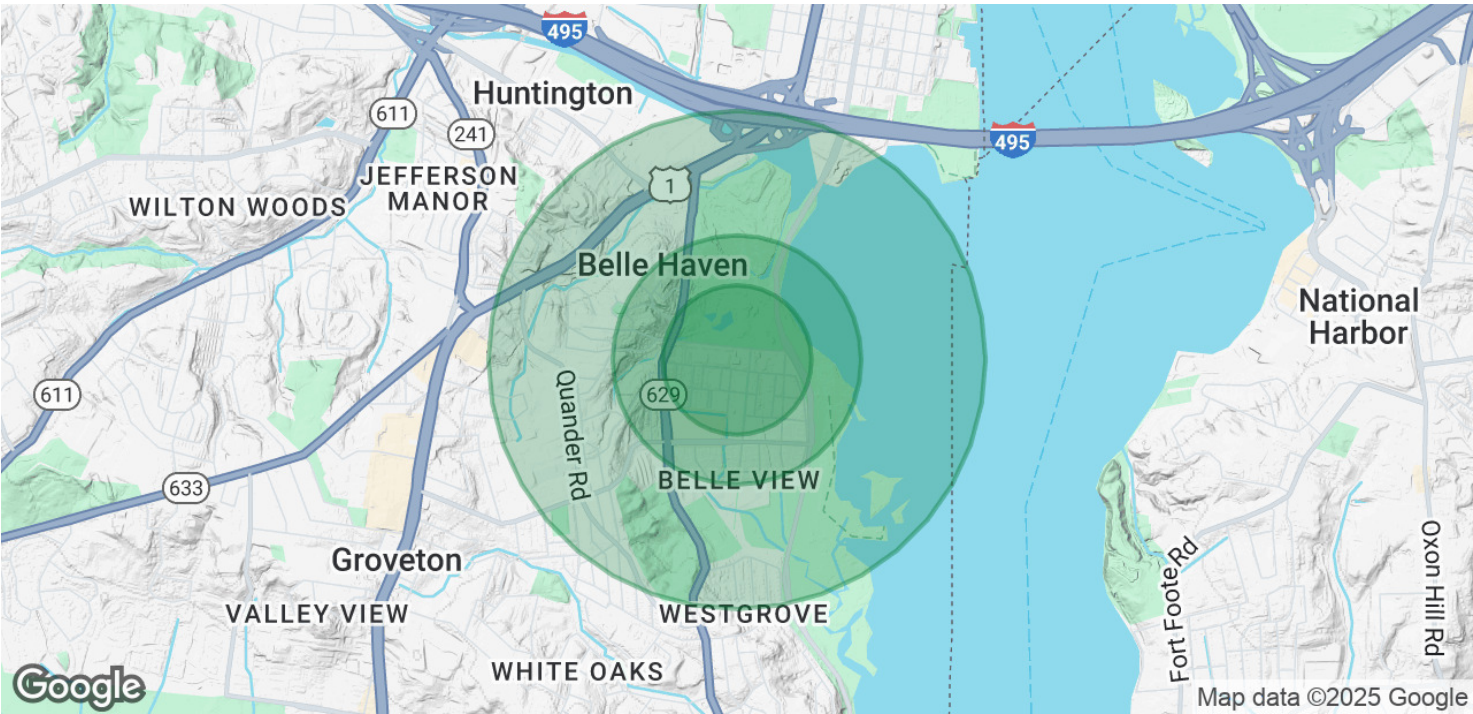 495
Huntington
611
241
495
JEFFERSON
MANOR
1
WILTON WOODS
Belle Haven
National
Harbor
611
629
Quander Rd
BELLE VIEW
633
Groveton
Oxon Hill Rd
Fort Foote Rd
VALLEY VIEW
WESTGROVE
WHITE OAKS
Google
Map data ©2025 Google